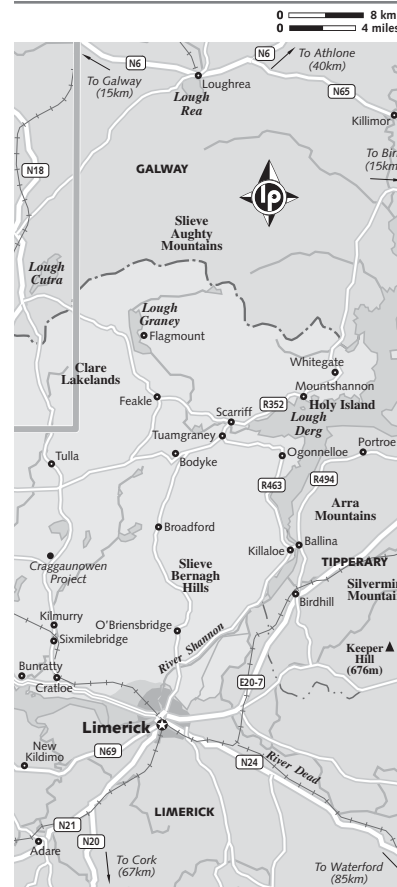 0 8 km
0 4 miles
N6
N6
To Athlone
(40km)
To Galway
(15km)
Loughrea
Lough
Rea
N65
Killimor
To Bir
(15km
N18
GALWAY
lp
Slieve
Aughty
Mountains
Lough
Cutra
Lough
Graney
Flagmount
Whitegate
Clare
Lakelands
Mountshannon
Feakle
R352
Holy Island
Scarriff
Lough
Derg
Tuamgraney
Portroe
Tulla
Bodyke
Ogonnelloe
R463
R494
Arra
Mountains
Broadford
Ballina
Killaloe
TIPPERARY
Craggaunowen
Project
Slieve
Bernagh
Hills
Silvermin
Mountai
Birdhill
Kilmurry
O'Briensbridge
Sixmilebridge
River Shannon
Keeper
Hill
(676m)
Bunratty
Cratloe
E20-7
Limerick
New
Kildimo
N69
N24
River Dead
LIMERICK
N21
N20
Adare
To Cork
(67km)
To Waterford
(85km)